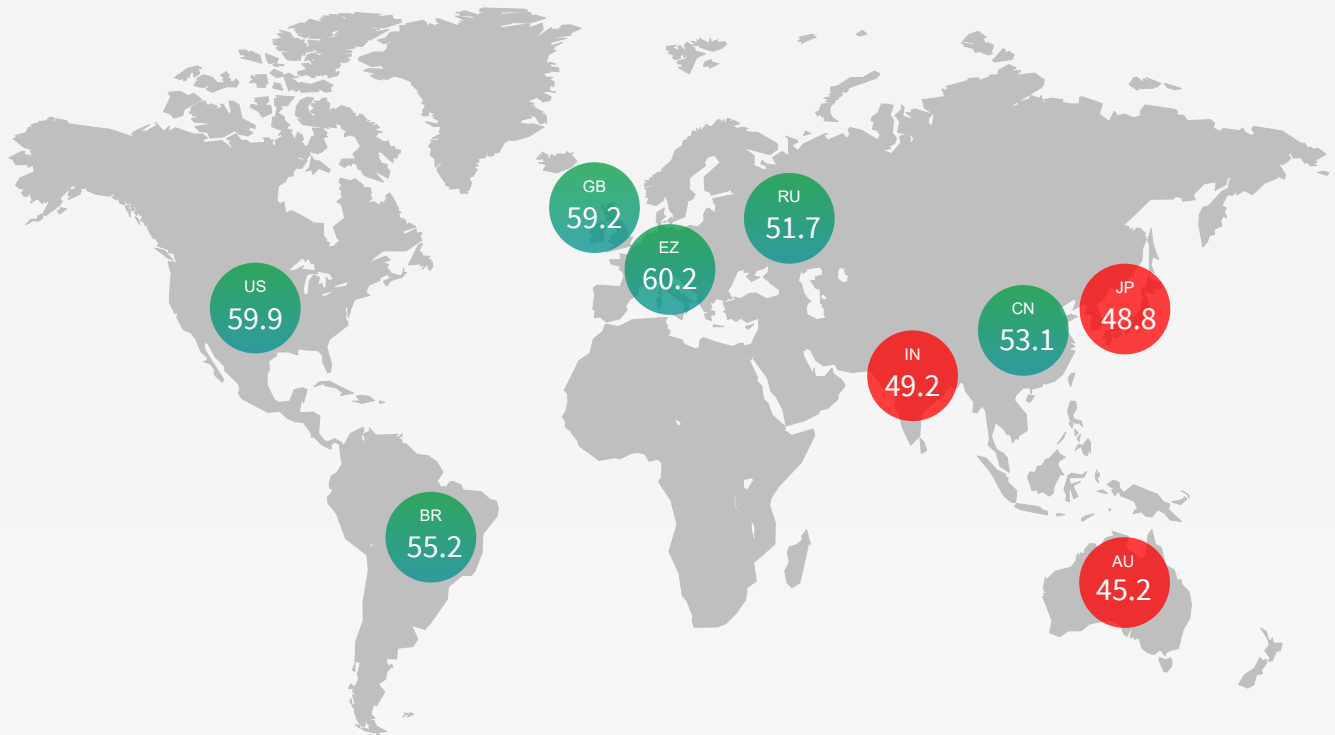 GB
59.2
RU
51.7
EZ
60.2
US
59.9
JP
48.8
CN
53.1
IN
49.2
BR
55.2
AU
45.2